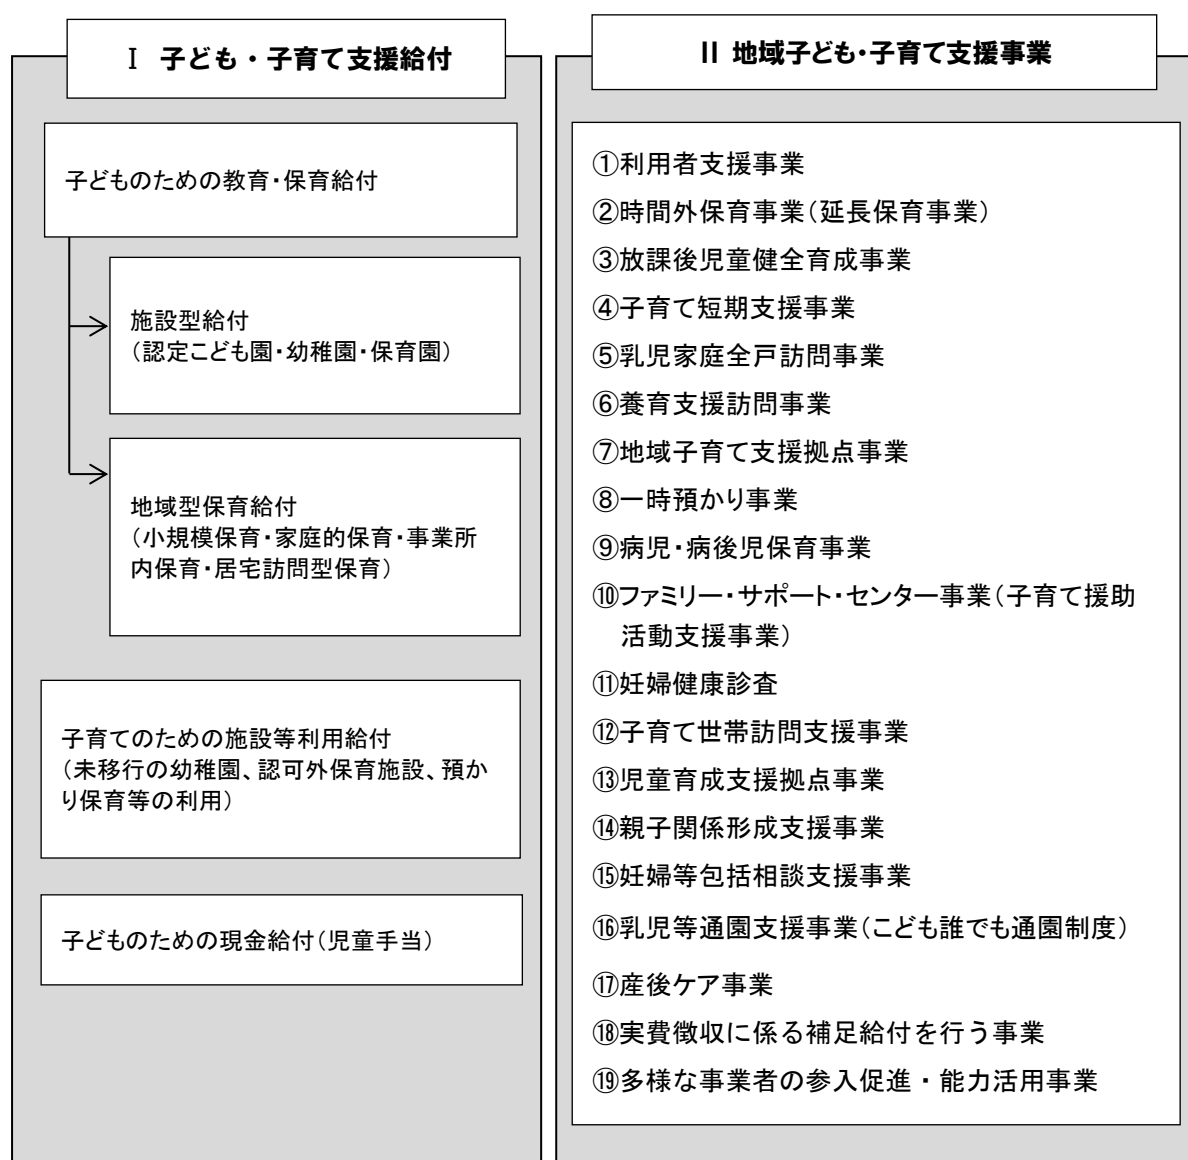 Ⅰ 子ども・子育て支援給付
子どものための教育・保育給付
施設型給付
（認定こども園・幼稚園・保育園）
地域型保育給付
（小規模保育・家庭的保育・事業所
内保育・居宅訪問型保育）
子育てのための施設等利用給付
（未移行の幼稚園、認可外保育施設、預か
り保育等の利用）
子どものための現金給付（児童手当）
Ⅱ 地域子ども・子育て支援事業
①利用者支援事業
②時間外保育事業（延長保育事業）
③放課後児童健全育成事業
④子育て短期支援事業
⑤乳児家庭全戸訪問事業
⑥養育支援訪問事業
⑦地域子育て支援拠点事業
⑧一時預かり事業
⑨病児・病後児保育事業
⑩ファミリー・サポート・センター事業（子育て援助
活動支援事業）
⑪妊婦健康診査
⑫子育て世帯訪問支援事業
⑬児童育成支援拠点事業
⑭親子関係形成支援事業
⑮妊婦等包括相談支援事業
⑯乳児等通園支援事業（こども誰でも通園制度）
⑰産後ケア事業
⑱実費徴収に係る補足給付を行う事業
⑲多様な事業者の参入促進・能力活用事業